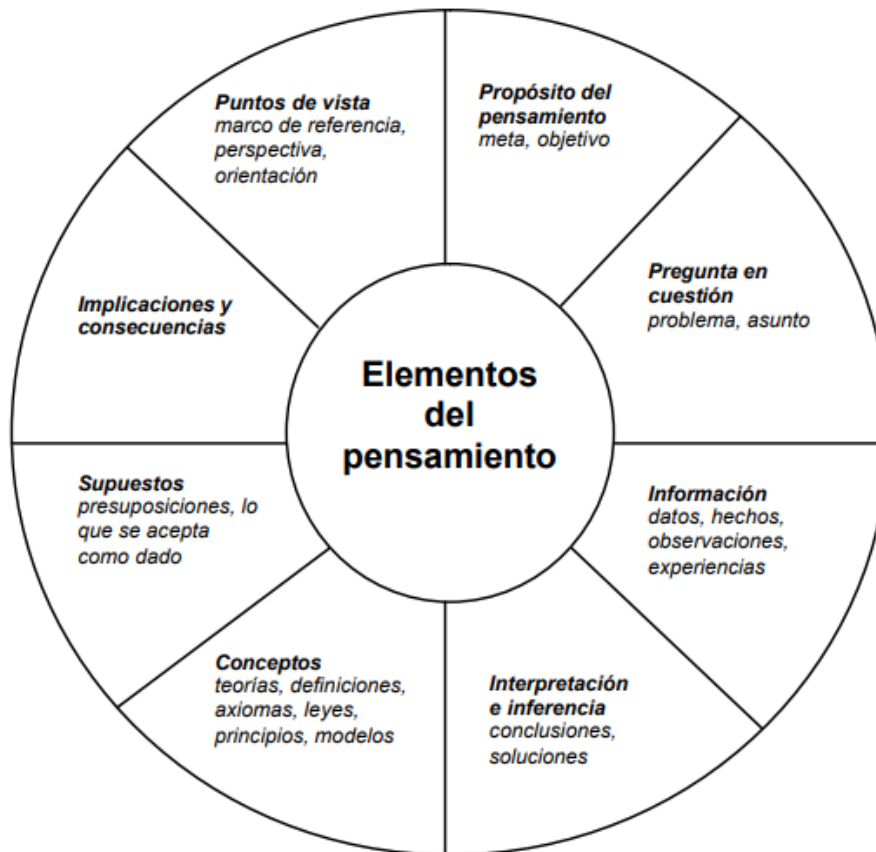 Puntos de vista
marco de referencia,
perspectiva,
orientación
Propósito del
pensamiento
meta, objetivo
Pregunta en
cuestión
problema, asunto
Implicaciones y
consecuencias
Elementos
del
pensamiento
Supuestos
presuposiciones, lo
que se acepta
como dado
Información
datos, hechos,
observaciones,
experiencias
Conceptos
teorías, definiciones,
axiomas, leyes,
principios, modelos
Interpretación
e inferencia
conclusiones,
soluciones